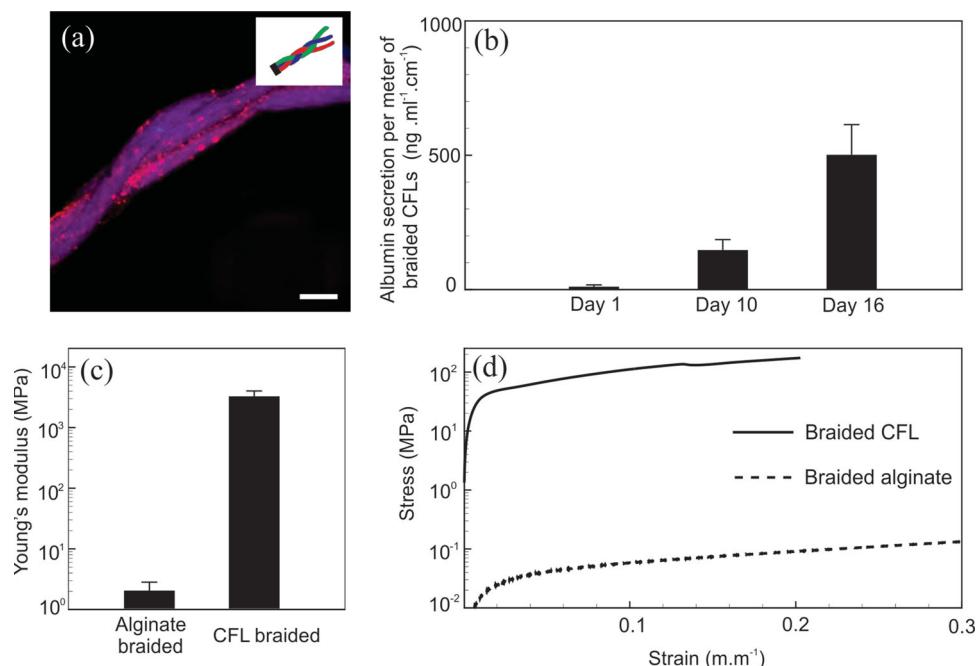 (a)
(b)
Albumin secretion per meter of
braided CFLs (ng .ml⁻¹.cm⁻¹)
1000
500
0
Day 1
Day 10
Day 16
(c)
Young's modulus (MPa)
10⁴
10³
10²
10¹
10⁰
Alginate
braided
CFL braided
(d)
Stress (MPa)
10²
10¹
10⁰
10⁻¹
10⁻²
Braided CFL
Braided alginate
0.1
0.2
0.3
Strain (m.m⁻¹)